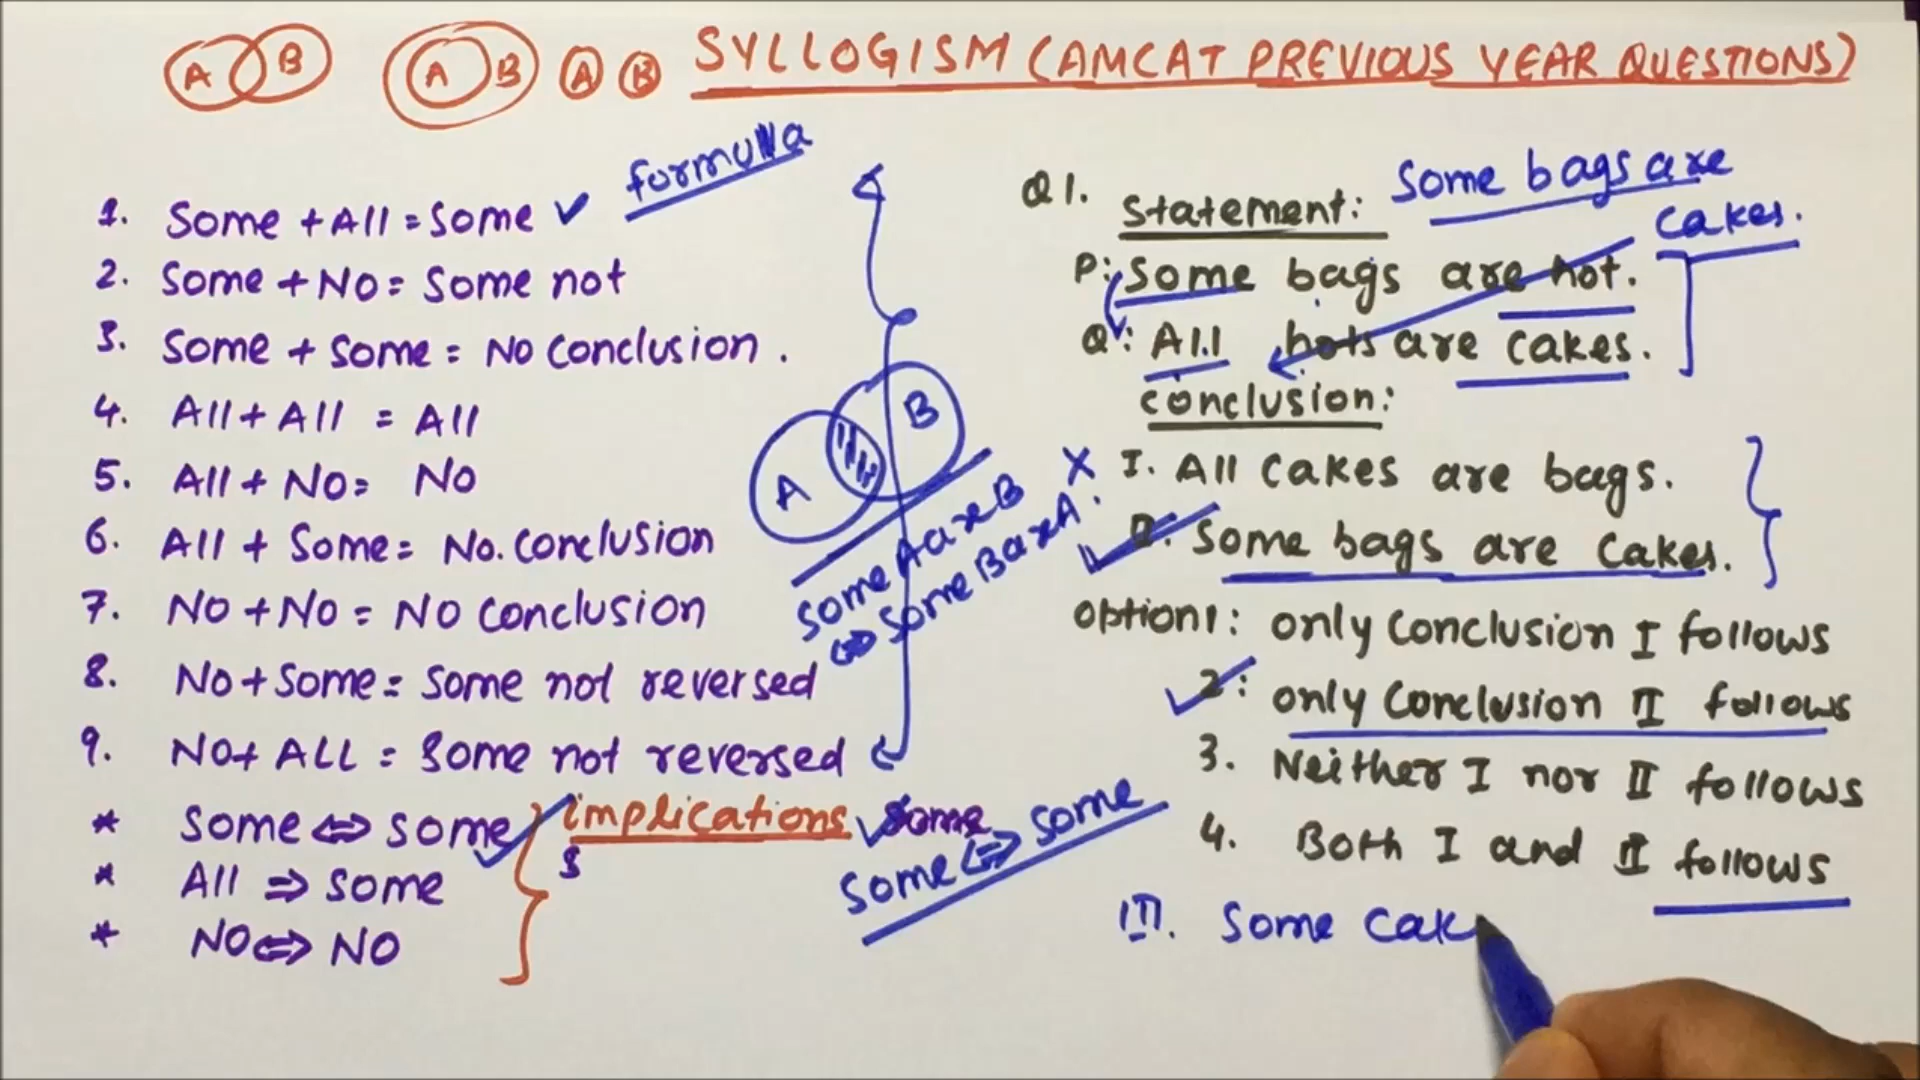 A B A B A B SYLLOGISM (AMCAT PREVIOUS YEAR QUESTIONS)
formula
1. Some + All = Some ✓
2. Some + No = Some not
3. Some + Some = No Conclusion .
4. All + All = All
5. All + No = No
6. All + Some = No. Conclusion
7. No + No = No Conclusion
8. No + Some = Some not reversed
9. No + ALL = Some not reversed
* Some ⇔ Some
* All ⇒ Some
* NO ⇔ NO
implications
Some
Some ⇔ Some
A B
Some A are B
⇔ Some B are A.
Q1. Statement: Some bags are
cakes.
P: Some bags are hot.
Q: All hots are cakes.
Conclusion:
X I. All Cakes are bags.
II. Some bags are Cakes.
Option 1: only Conclusion I follows
2: only Conclusion II follows
3. Neither I nor II follows
4. Both I and II follows
III. Some Cak